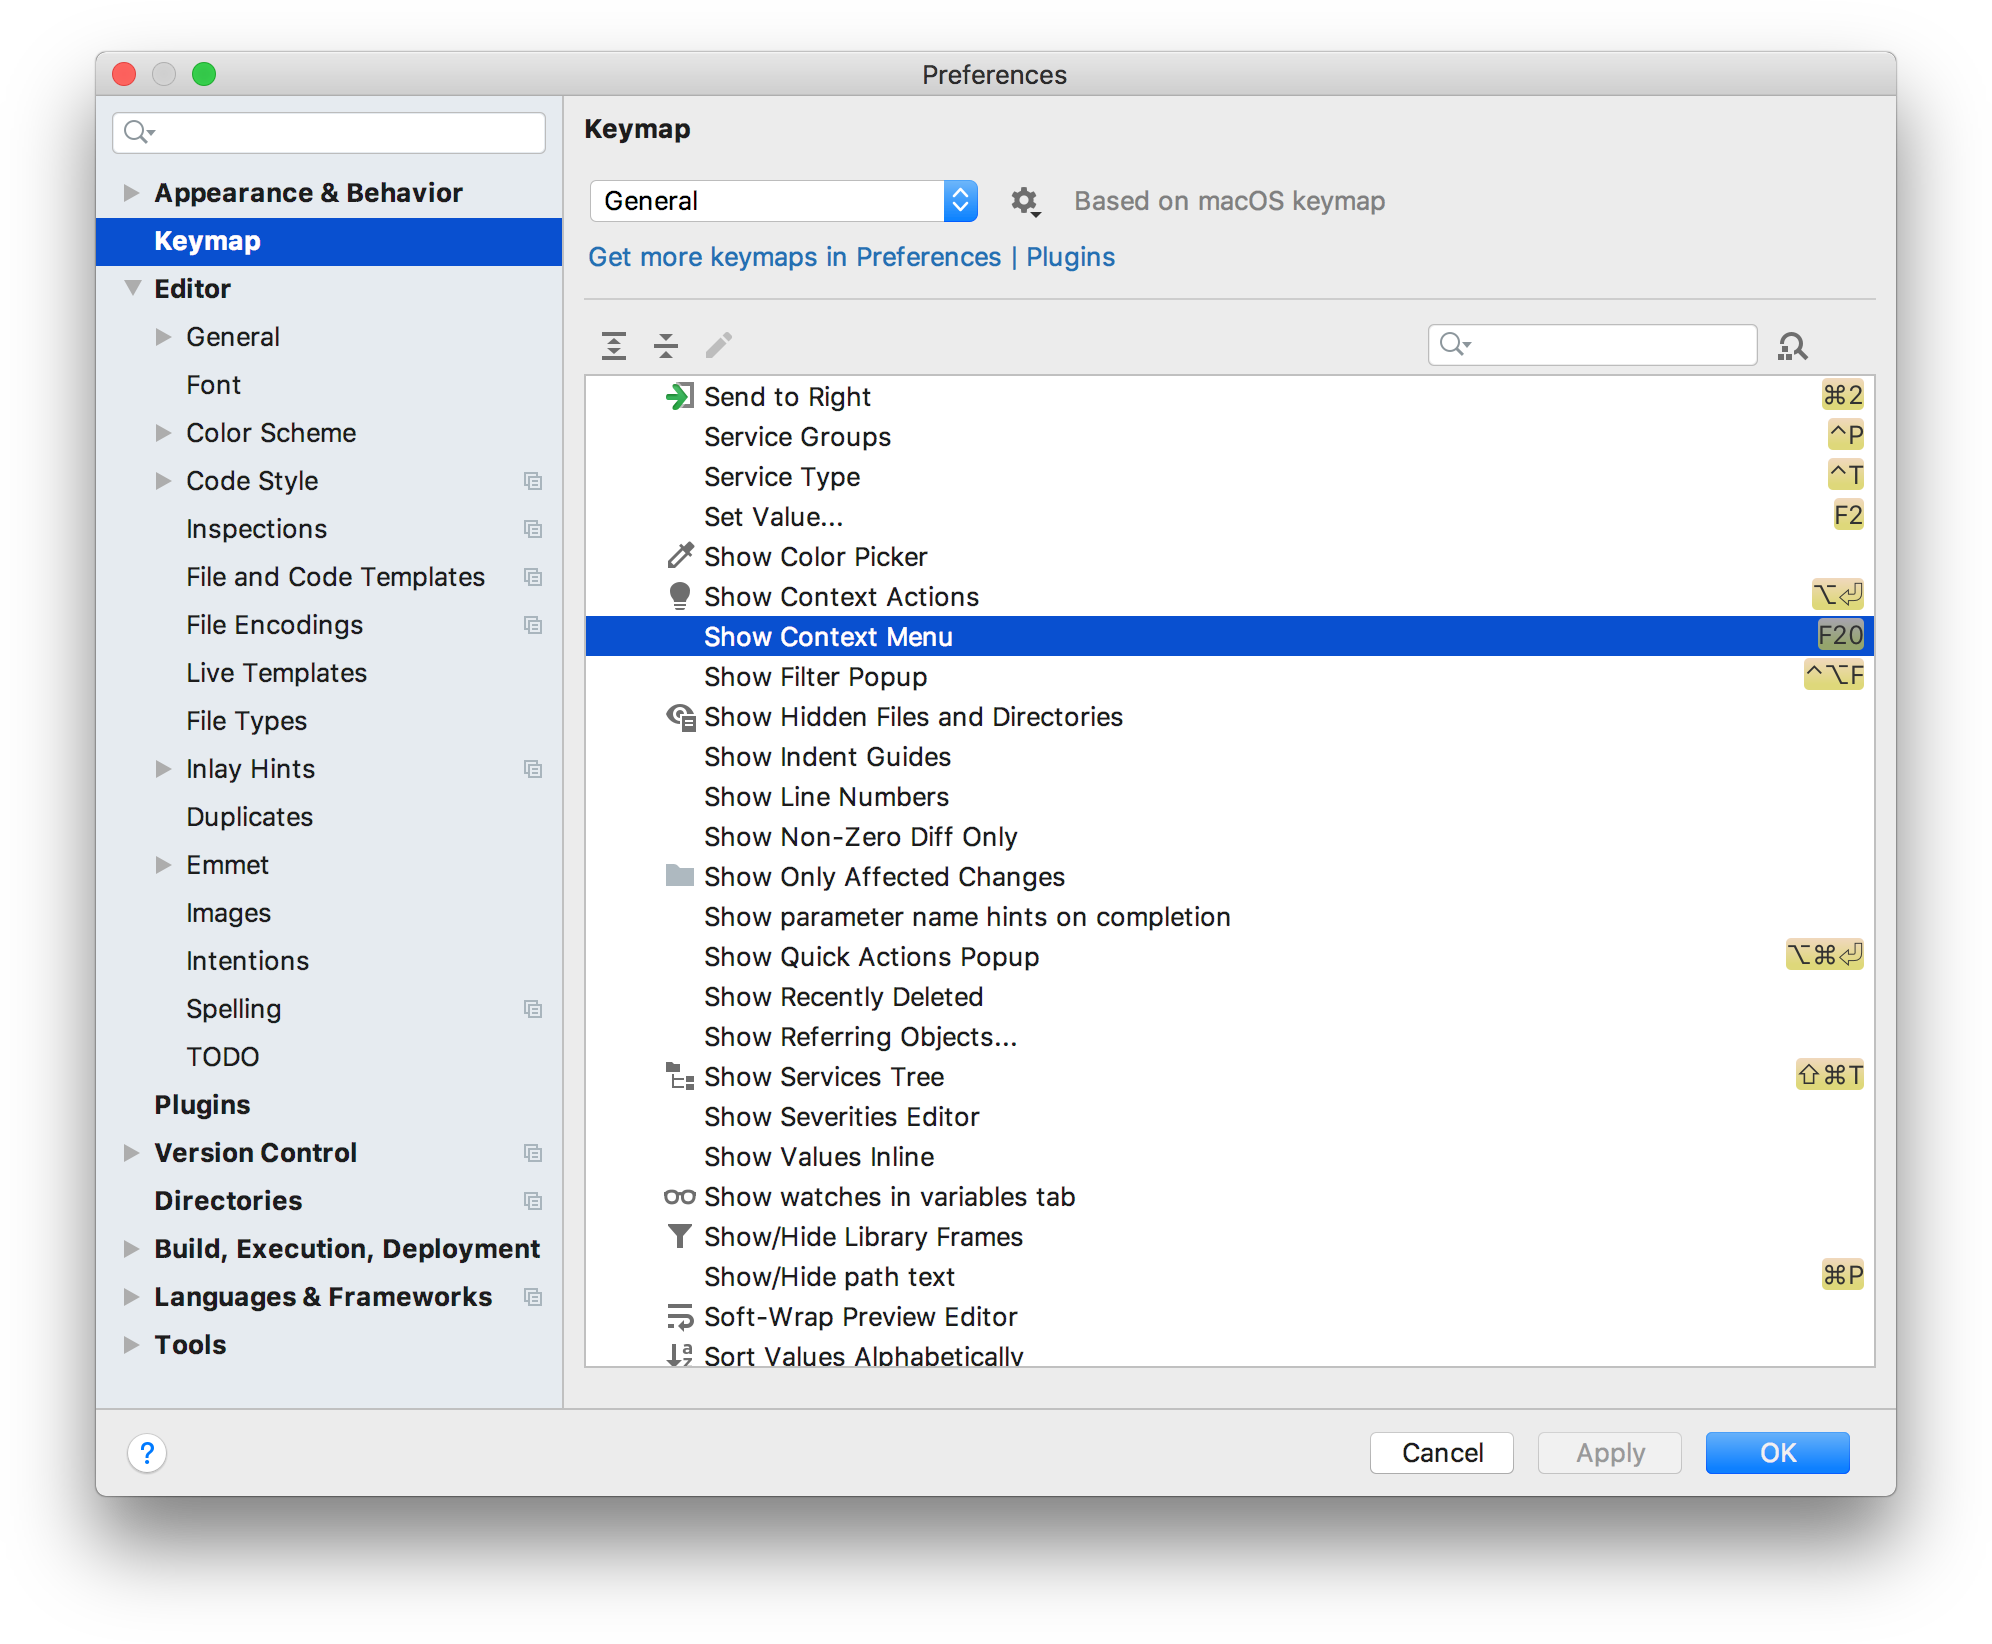 Preferences
Appearance & Behavior
Keymap
Editor
General
Font
Color Scheme
Code Style
Inspections
File and Code Templates
File Encodings
Live Templates
File Types
Inlay Hints
Duplicates
Emmet
Images
Intentions
Spelling
TODO
Plugins
Version Control
Directories
Build, Execution, Deployment
Languages & Frameworks
Tools
Keymap
General
Based on macOS keymap
Get more keymaps in Preferences | Plugins
Send to Right ⌘2
Service Groups ^P
Service Type ^T
Set Value... F2
Show Color Picker
Show Context Actions ⌥⏎
Show Context Menu F20
Show Filter Popup ^⌥F
Show Hidden Files and Directories
Show Indent Guides
Show Line Numbers
Show Non-Zero Diff Only
Show Only Affected Changes
Show parameter name hints on completion
Show Quick Actions Popup ⌥⌘⏎
Show Recently Deleted
Show Referring Objects...
Show Services Tree ⇧⌘T
Show Severities Editor
Show Values Inline
Show watches in variables tab
Show/Hide Library Frames
Show/Hide path text ⌘P
Soft-Wrap Preview Editor
Sort Values Alphabetically
?
Cancel
Apply
OK